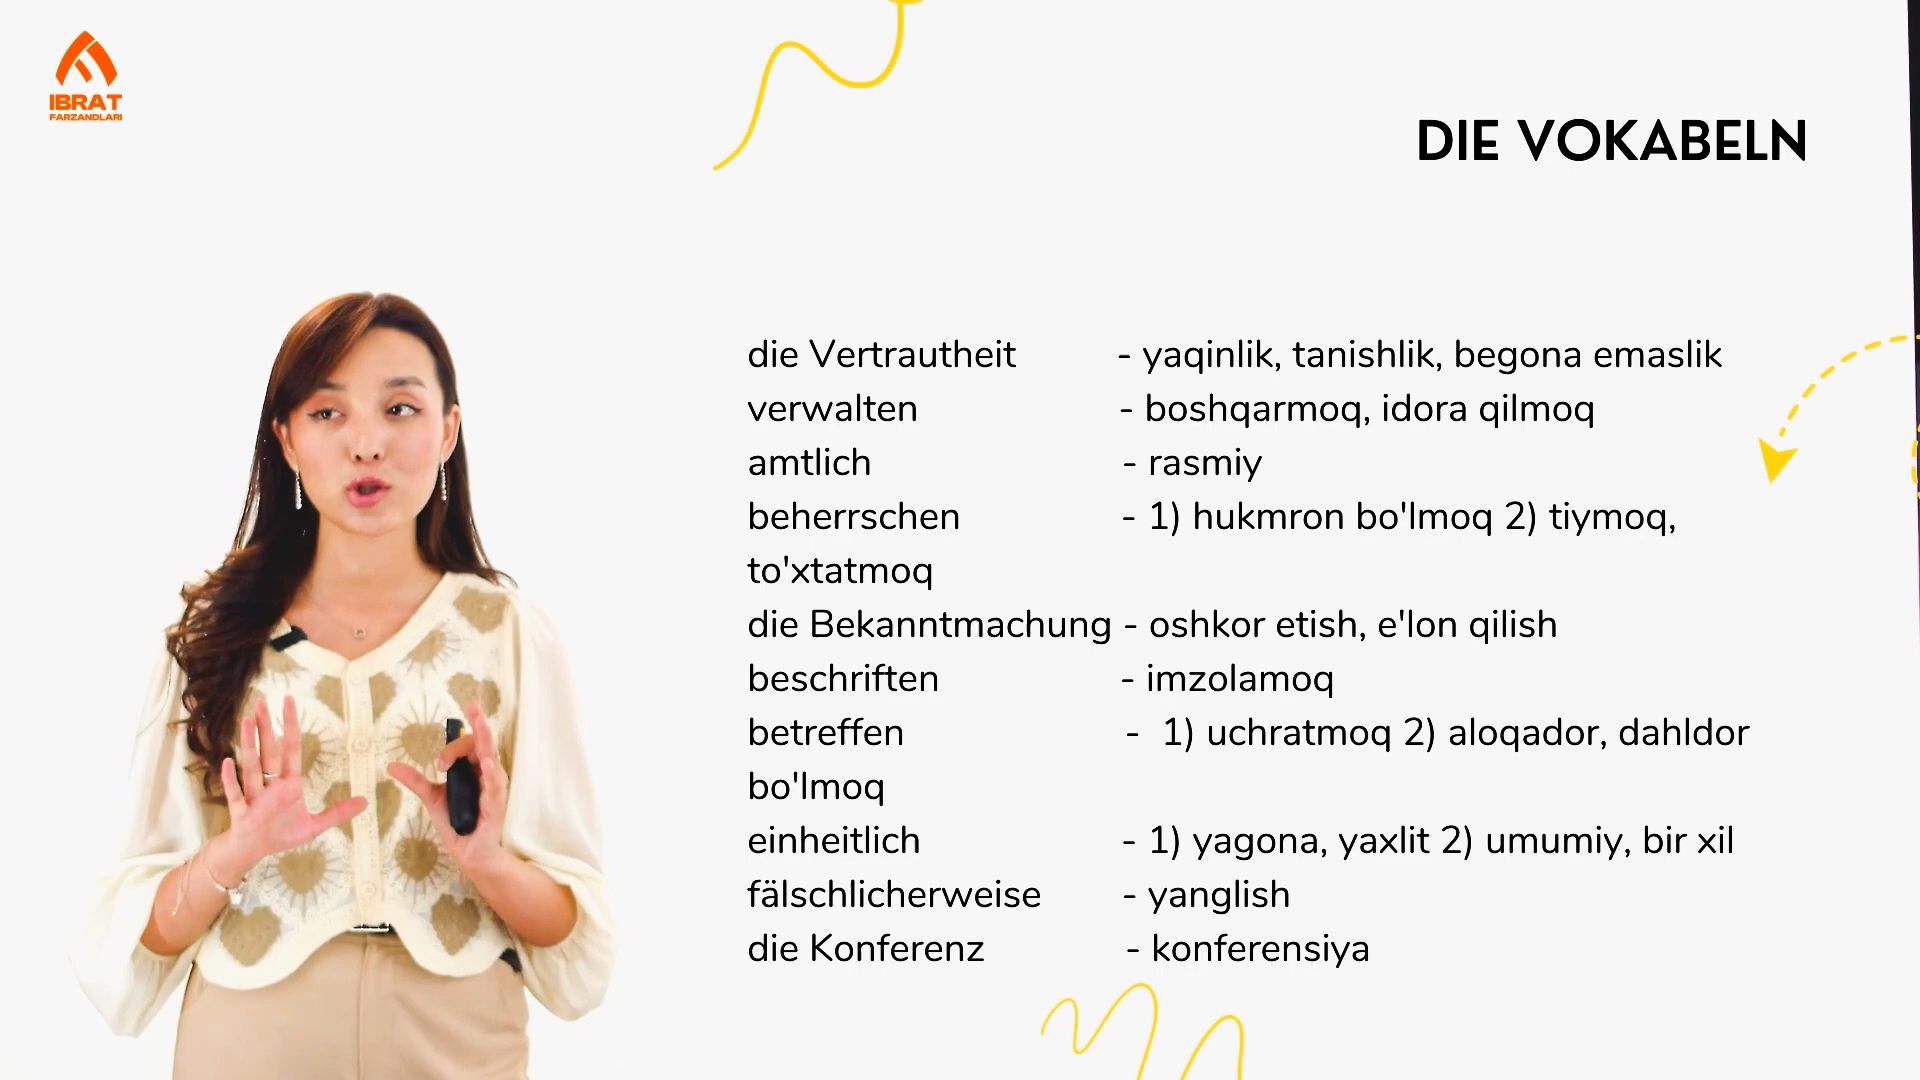 IBRAT
FARZANDLARI
DIE VOKABELN
die Vertrautheit - yaqinlik, tanishlik, begona emaslik
verwalten - boshqarmoq, idora qilmoq
amtlich - rasmiy
beherrschen - 1) hukmron bo'lmoq 2) tiymoq,
to'xtatmoq
die Bekanntmachung - oshkor etish, e'lon qilish
beschriften - imzolamoq
betreffen - 1) uchratmoq 2) aloqador, dahldor
bo'lmoq
einheitlich - 1) yagona, yaxlit 2) umumiy, bir xil
fälschlicherweise - yanglish
die Konferenz - konferensiya